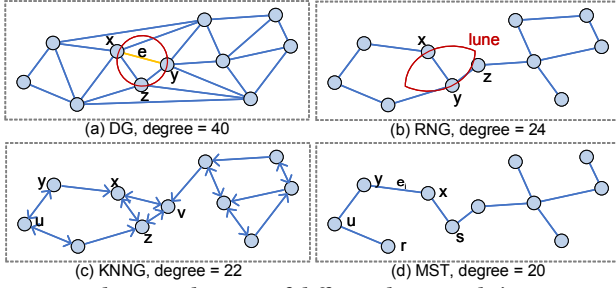 x
e
y
z
(a) DG, degree = 40
x
lune
z
y
(b) RNG, degree = 24
y
x
u
v
z
(c) KNNG, degree = 22
y
e
x
u
s
r
(d) MST, degree = 20